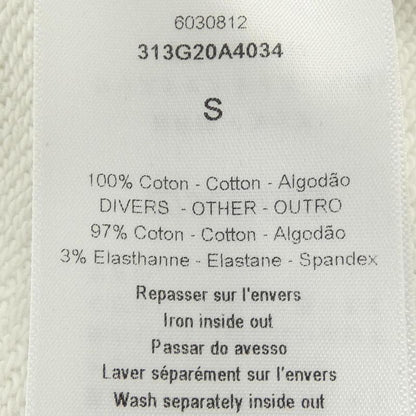 6030812
313G20A4034
S
100% Coton - Cotton - Algodão
DIVERS - OTHER - OUTRO
97% Coton - Cotton - Algodão
3% Elasthanne - Elastane - Spandex
Repasser sur l'envers
Iron inside out
Passar do avesso
Laver séparément sur l'envers
Wash separately inside out